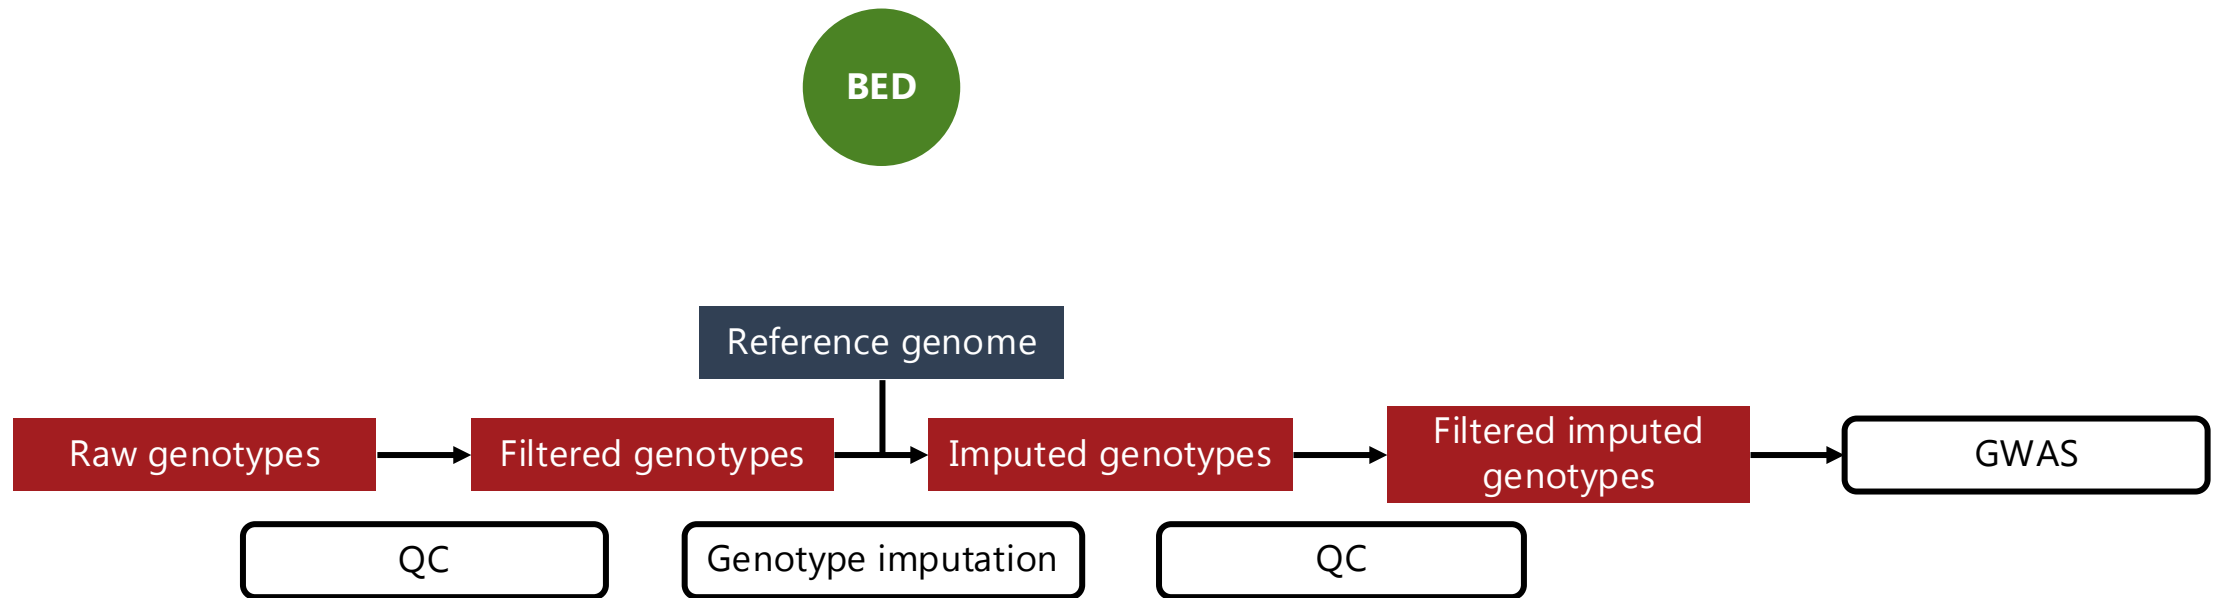 BED
Reference genome
Raw genotypes
Filtered genotypes
Imputed genotypes
Filtered imputed
genotypes
GWAS
QC
Genotype imputation
QC